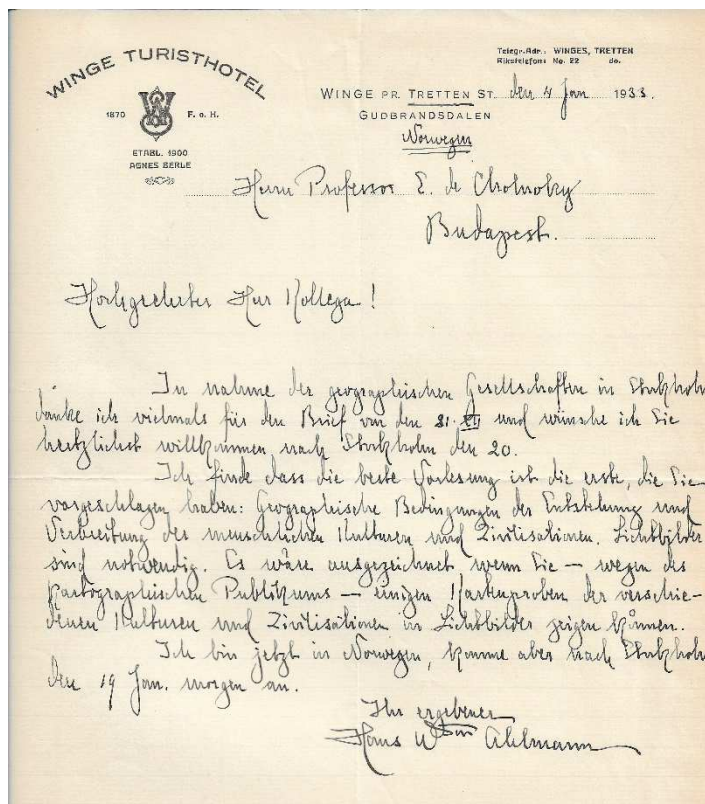 WINGE TURISTHOTEL
1870 F. o. H.
ETABL. 1900
AGNES BERLE
Telegr.-Adr.: WINGES, TRETTEN
Rikstelefon: No. 22 do.
WINGE PR. TRETTEN ST. den 4 Jan. 1933.
GUDBRANDSDALEN
Norwegen
Herrn Professor E. de Cholnoky
Budapest.
Hochgeehrter Herr Kollega!
In nahme der geographischen Gesellschaften in Stockholm
danke ich vielmals für den Brief von den 21. XII und wünsche ich Sie
herzlichst willkommen nach Stockholm den 20.
Ich finde dass die beste Vorlesung ist die erste, die Sie
vorgeschlagen haben: Geographische Bedingungen der Entstehung und
Verbreitung der menschlichen Kulturen und Zivilisationen. Lichtbilder
sind notwendig. Es wäre ausgezeichnet wenn Sie — wegen des
kartographischen Publikums — einigen Kartenproben der verschie-
denen Kulturen und Zivilisationen in Lichtbilder zeigen können.
Ich bin jetzt in Norwegen, komme aber nach Stockholm
den 19 Jan. morgen an.
Ihr ergebener
Hans W:son Ahlmann